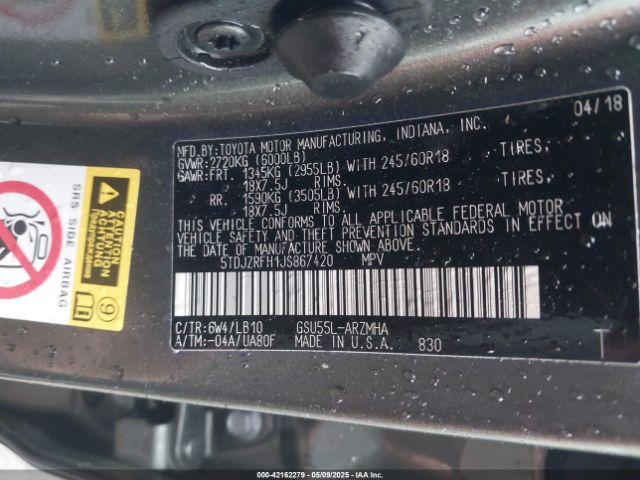 04/18
MFD.BY:TOYOTA MOTOR MANUFACTURING, INDIANA, INC.
GVWR:2720KG (6000LB)
GAWR:FRT. 1345KG (2955LB) WITH 245/60R18 TIRES,
18X7.5J RIMS.
RR. 1590KG (3505LB) WITH 245/60R18 TIRES,
18X7.5J RIMS.
THIS VEHICLE CONFORMS TO ALL APPLICABLE FEDERAL MOTOR
VEHICLE SAFETY AND THEFT PREVENTION STANDARDS IN EFFECT ON
THE DATE OF MANUFACTURE SHOWN ABOVE.
5TDJZRFH1JS867420 MPV
C/TR:6W4/LB10 GSU55L-ARZMHA
A/TM:-04A/UA80F MADE IN U.S.A. 830
T
SRS SIDE AIRBAG
CAUTION
ACHTUNG
9
000-42162279 - 05/09/2025 - IAAI.COM